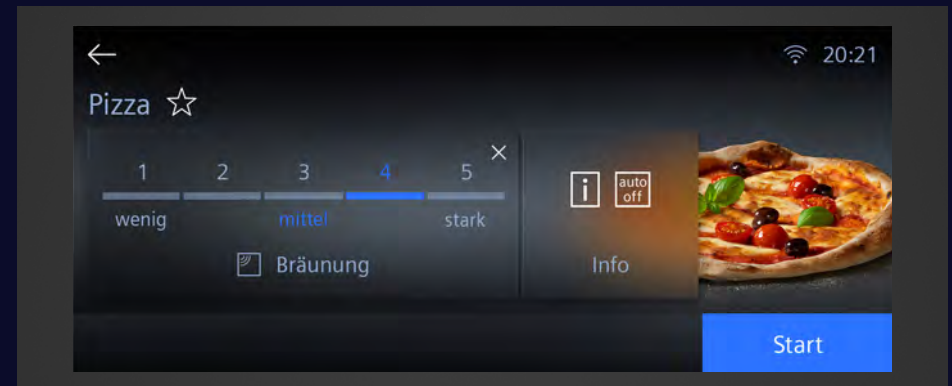 20:21
Pizza
1 2 3 4 5
wenig mittel stark
Bräunung
i auto off
Info
Start